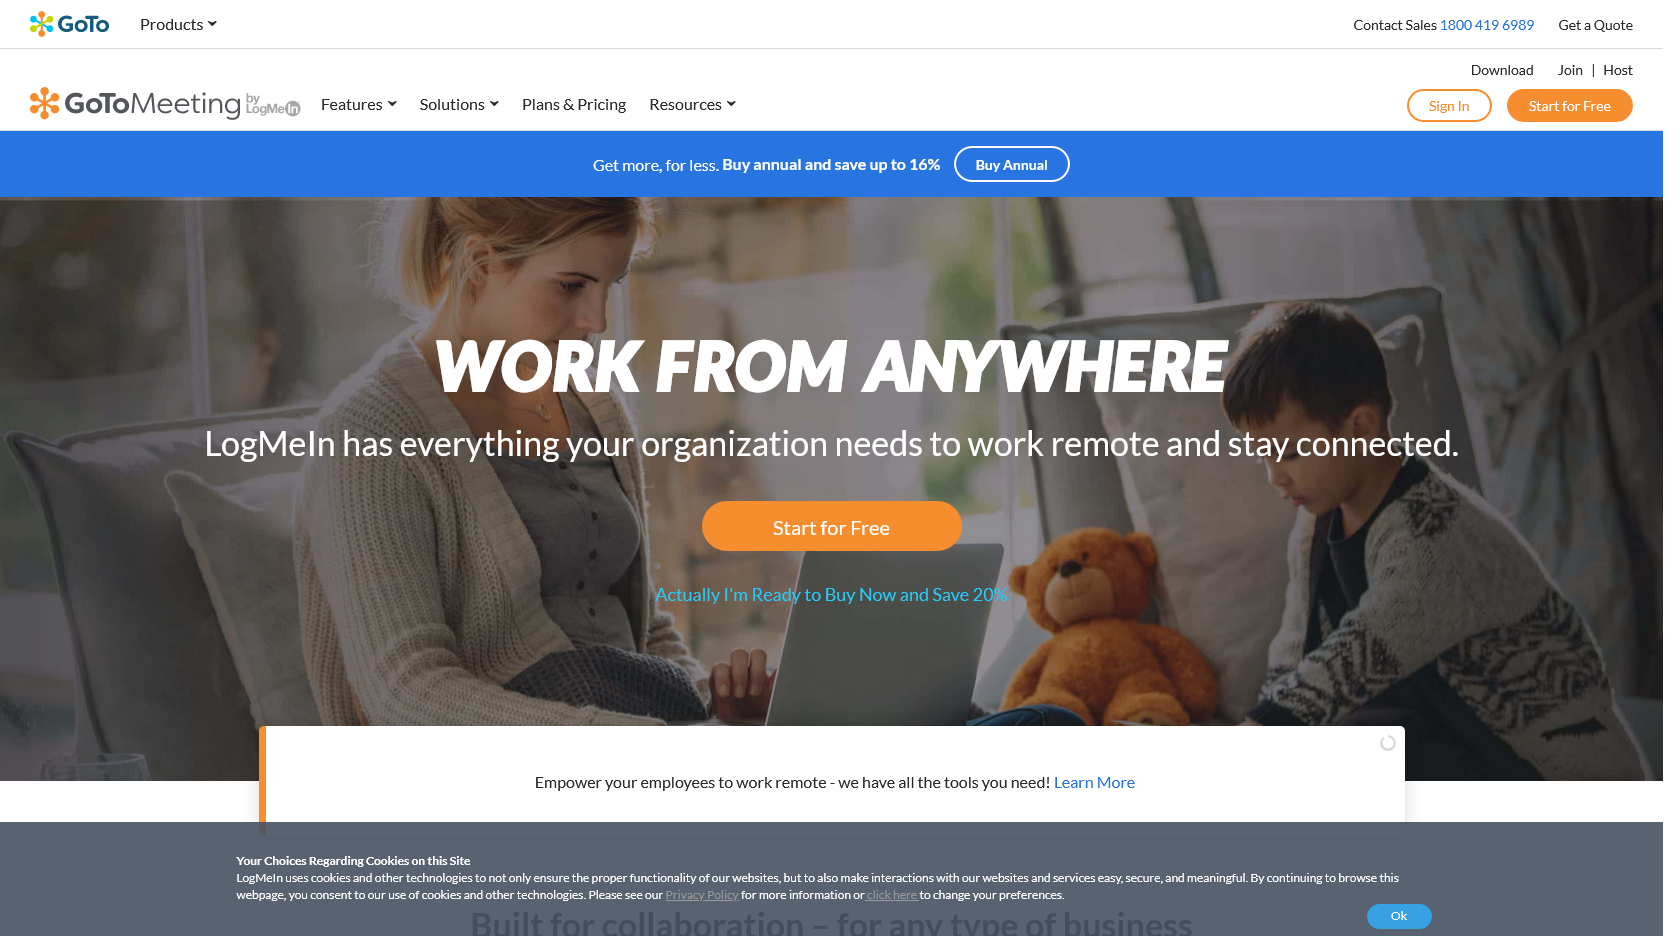 GoTo Products
Contact Sales 1800 419 6989 Get a Quote
Download Join | Host
GoToMeeting by LogMeIn Features Solutions Plans & Pricing Resources
Sign In Start for Free
Get more, for less. Buy annual and save up to 16% Buy Annual
WORK FROM ANYWHERE
LogMeIn has everything your organization needs to work remote and stay connected.
Start for Free
Actually I'm Ready to Buy Now and Save 20%
Empower your employees to work remote - we have all the tools you need! Learn More
Your Choices Regarding Cookies on this Site
LogMeIn uses cookies and other technologies to not only ensure the proper functionality of our websites, but to also make interactions with our websites and services easy, secure, and meaningful. By continuing to browse this
webpage, you consent to our use of cookies and other technologies. Please see our Privacy Policy for more information or click here to change your preferences.
Ok
Built for collaboration – for any type of business